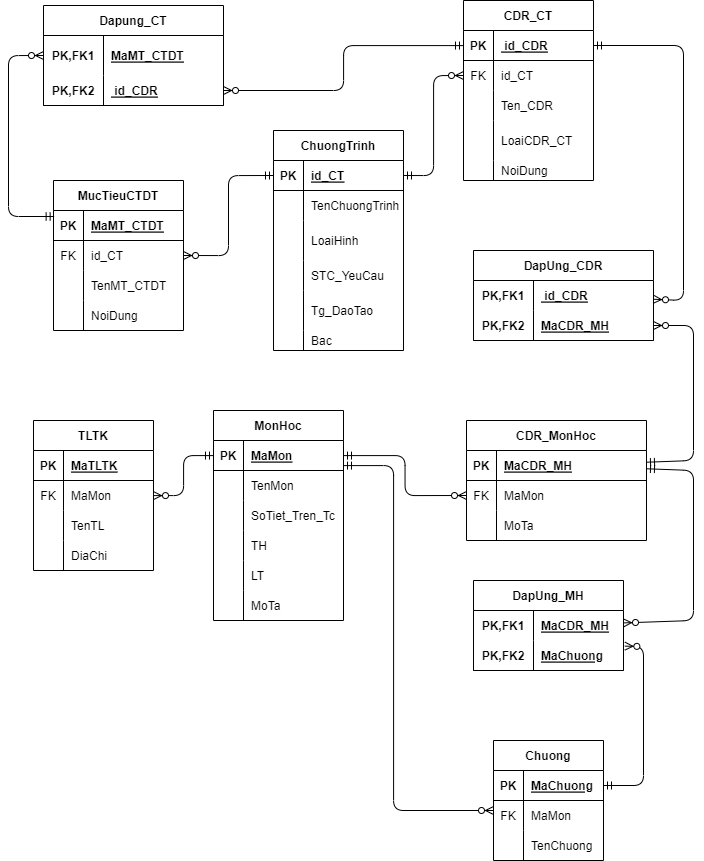 Dapung_CT
PK,FK1 MaMT_CTDT
PK,FK2 id_CDR
CDR_CT
PK id_CDR
FK id_CT
Ten_CDR
LoaiCDR_CT
NoiDung
ChuongTrinh
PK id_CT
TenChuongTrinh
LoaiHinh
STC_YeuCau
Tg_DaoTao
Bac
MucTieuCTDT
PK MaMT_CTDT
FK id_CT
TenMT_CTDT
NoiDung
DapUng_CDR
PK,FK1 id_CDR
PK,FK2 MaCDR_MH
TLTK
PK MaTLTK
FK MaMon
TenTL
DiaChi
MonHoc
PK MaMon
TenMon
SoTiet_Tren_Tc
TH
LT
MoTa
CDR_MonHoc
PK MaCDR_MH
FK MaMon
MoTa
DapUng_MH
PK,FK1 MaCDR_MH
PK,FK2 MaChuong
Chuong
PK MaChuong
FK MaMon
TenChuong